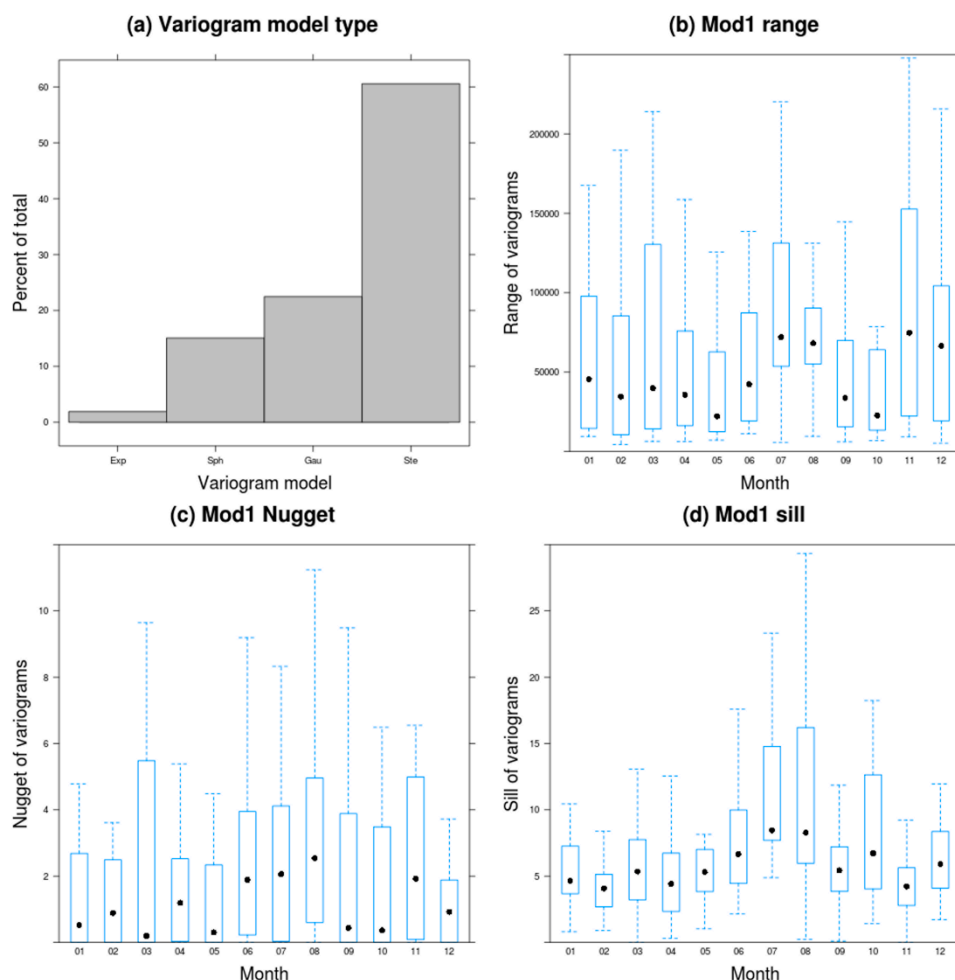 (a) Variogram model type
Percent of total
60
50
40
30
20
10
0
Exp Sph Gau Ste
Variogram model
(b) Mod1 range
Range of variograms
200000
150000
100000
50000
01 02 03 04 05 06 07 08 09 10 11 12
Month
(c) Mod1 Nugget
Nugget of variograms
10
8
6
4
2
01 02 03 04 05 06 07 08 09 10 11 12
Month
(d) Mod1 sill
Sill of variograms
25
20
15
10
5
01 02 03 04 05 06 07 08 09 10 11 12
Month